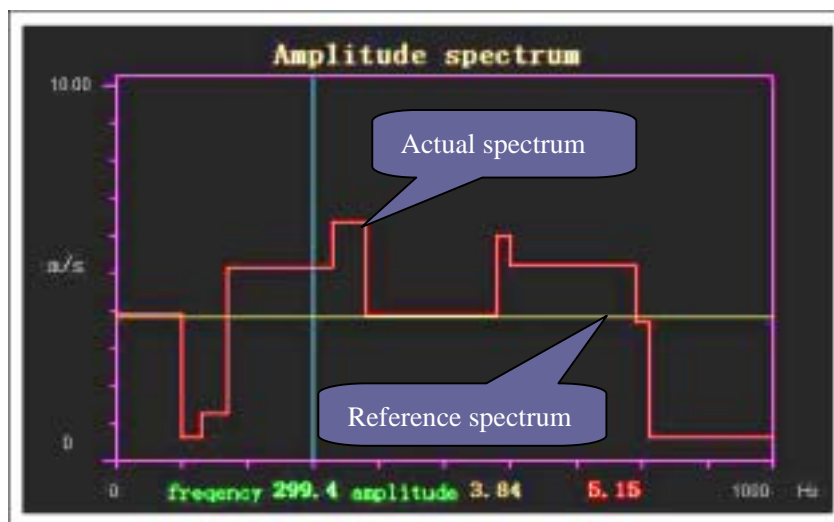 Amplitude spectrum
10.00
Actual spectrum
m/s
Reference spectrum
0
0 freqency 299.4 amplitude 3.84 5.15 1000 Hz